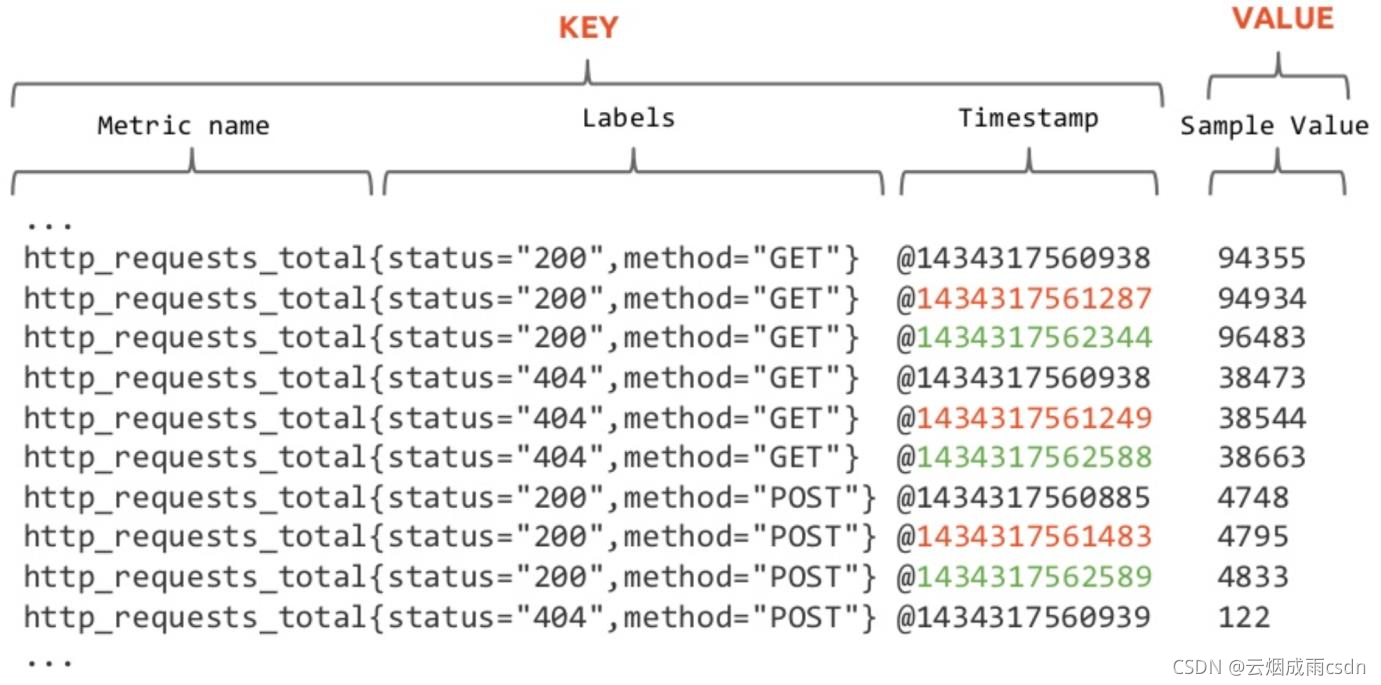 KEY VALUE
Metric name Labels Timestamp Sample Value
...
http_requests_total{status="200",method="GET"} @1434317560938 94355
http_requests_total{status="200",method="GET"} @1434317561287 94934
http_requests_total{status="200",method="GET"} @1434317562344 96483
http_requests_total{status="404",method="GET"} @1434317560938 38473
http_requests_total{status="404",method="GET"} @1434317561249 38544
http_requests_total{status="404",method="GET"} @1434317562588 38663
http_requests_total{status="200",method="POST"} @1434317560885 4748
http_requests_total{status="200",method="POST"} @1434317561483 4795
http_requests_total{status="200",method="POST"} @1434317562589 4833
http_requests_total{status="404",method="POST"} @1434317560939 122
...
CSDN @云烟成雨csdn